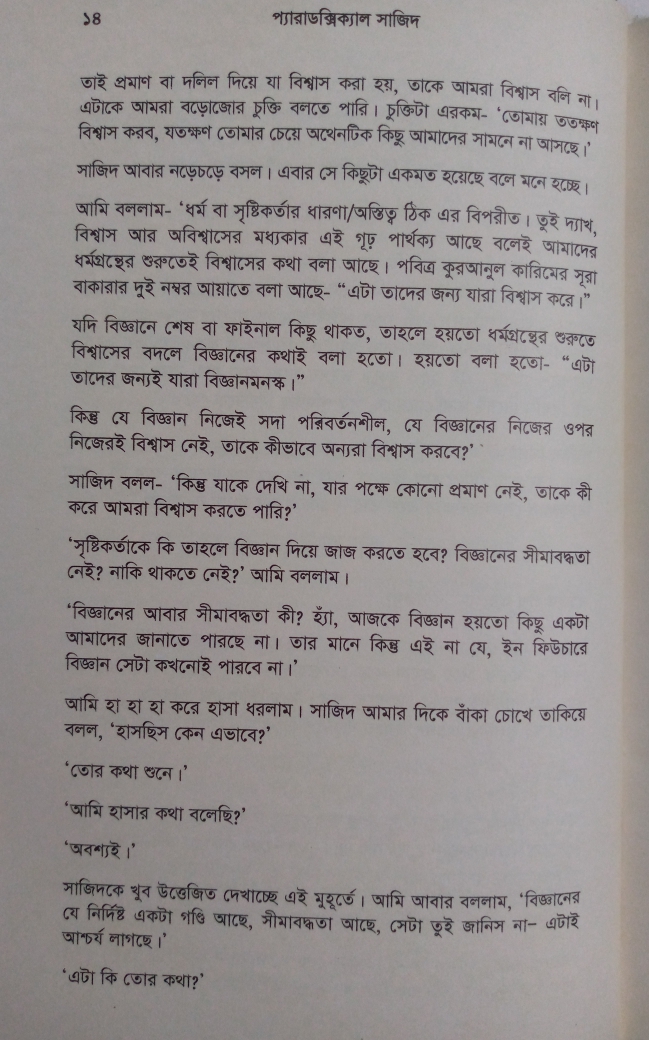 ১৪ প্যারাডক্সিক্যাল সাজিদ
তাই প্রমাণ বা দলিল দিয়ে যা বিশ্বাস করা হয়, তাকে আমরা বিশ্বাস বলি না।
এটাকে আমরা বড়োজোর চুক্তি বলতে পারি। চুক্তিটা এরকম- ‘তোমায় ততক্ষণ
বিশ্বাস করব, যতক্ষণ তোমার চেয়ে অথেনটিক কিছু আমাদের সামনে না আসছে।’
সাজিদ আবার নড়েচড়ে বসল। এবার সে কিছুটা একমত হয়েছে বলে মনে হচ্ছে।
আমি বললাম- ‘ধর্ম বা সৃষ্টিকর্তার ধারণা/অস্তিত্ব ঠিক এর বিপরীত। তুই দ্যাখ,
বিশ্বাস আর অবিশ্বাসের মধ্যকার এই গূঢ় পার্থক্য আছে বলেই আমাদের
ধর্মগ্রন্থের শুরুতেই বিশ্বাসের কথা বলা আছে। পবিত্র কুরআনুল কারিমের সূরা
বাকারার দুই নম্বর আয়াতে বলা আছে- “এটা তাদের জন্য যারা বিশ্বাস করে।”
যদি বিজ্ঞানে শেষ বা ফাইনাল কিছু থাকত, তাহলে হয়তো ধর্মগ্রন্থের শুরুতে
বিশ্বাসের বদলে বিজ্ঞানের কথাই বলা হতো। হয়তো বলা হতো- “এটা
তাদের জন্যই যারা বিজ্ঞানমনস্ক।”
কিন্তু যে বিজ্ঞান নিজেই সদা পরিবর্তনশীল, যে বিজ্ঞানের নিজের ওপর
নিজেরই বিশ্বাস নেই, তাকে কীভাবে অন্যরা বিশ্বাস করবে?’
সাজিদ বলল- ‘কিন্তু যাকে দেখি না, যার পক্ষে কোনো প্রমাণ নেই, তাকে কী
করে আমরা বিশ্বাস করতে পারি?’
‘সৃষ্টিকর্তাকে কি তাহলে বিজ্ঞান দিয়ে জাজ করতে হবে? বিজ্ঞানের সীমাবদ্ধতা
নেই? নাকি থাকতে নেই?’ আমি বললাম।
‘বিজ্ঞানের আবার সীমাবদ্ধতা কী? হ্যাঁ, আজকে বিজ্ঞান হয়তো কিছু একটা
আমাদের জানাতে পারছে না। তার মানে কিন্তু এই না যে, ইন ফিউচারে
বিজ্ঞান সেটা কখনোই পারবে না।’
আমি হা হা হা করে হাসা ধরলাম। সাজিদ আমার দিকে বাঁকা চোখে তাকিয়ে
বলল, ‘হাসছিস কেন এভাবে?’
‘তোর কথা শুনে।’
‘আমি হাসার কথা বলেছি?’
‘অবশ্যই।’
সাজিদকে খুব উত্তেজিত দেখাচ্ছে এই মুহূর্তে। আমি আবার বললাম, ‘বিজ্ঞানের
যে নির্দিষ্ট একটা গণ্ডি আছে, সীমাবদ্ধতা আছে, সেটা তুই জানিস না- এটাই
আশ্চর্য লাগছে।’
‘এটা কি তোর কথা?’